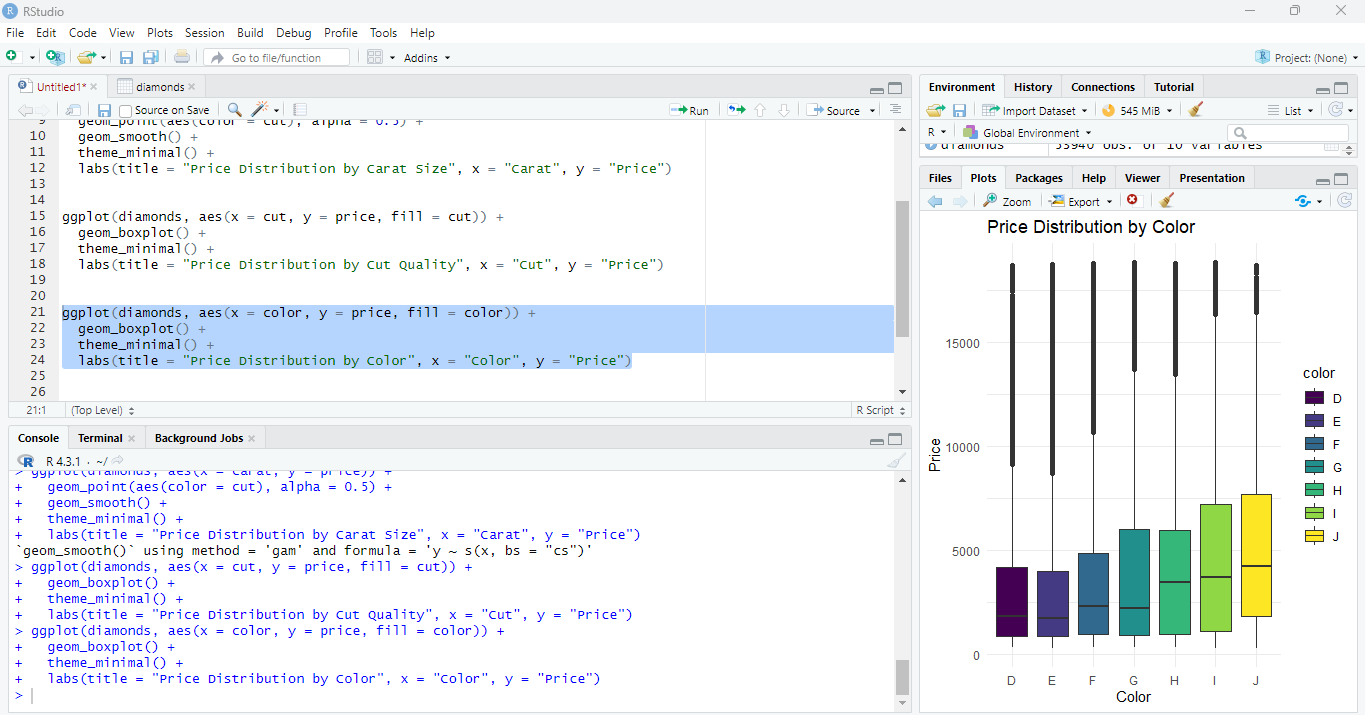 RStudio
File Edit Code View Plots Session Build Debug Profile Tools Help
Go to file/function Addins Project: (None)
Untitled1* diamonds
Source on Save Run Source
9 geom_point(aes(color = cut), alpha = 0.5) +
10 geom_smooth() +
11 theme_minimal() +
12 labs(title = "Price Distribution by Carat Size", x = "Carat", y = "Price")
13
14
15 ggplot(diamonds, aes(x = cut, y = price, fill = cut)) +
16 geom_boxplot() +
17 theme_minimal() +
18 labs(title = "Price Distribution by Cut Quality", x = "Cut", y = "Price")
19
20
21 ggplot(diamonds, aes(x = color, y = price, fill = color)) +
22 geom_boxplot() +
23 theme_minimal() +
24 labs(title = "Price Distribution by Color", x = "Color", y = "Price")
25
26
21:1 (Top Level) R Script
Console Terminal Background Jobs
R 4.3.1 · ~/
> ggplot(diamonds, aes(x = carat, y = price)) +
+ geom_point(aes(color = cut), alpha = 0.5) +
+ geom_smooth() +
+ theme_minimal() +
+ labs(title = "Price Distribution by Carat Size", x = "Carat", y = "Price")
`geom_smooth()` using method = 'gam' and formula = 'y ~ s(x, bs = "cs")'
> ggplot(diamonds, aes(x = cut, y = price, fill = cut)) +
+ geom_boxplot() +
+ theme_minimal() +
+ labs(title = "Price Distribution by Cut Quality", x = "Cut", y = "Price")
> ggplot(diamonds, aes(x = color, y = price, fill = color)) +
+ geom_boxplot() +
+ theme_minimal() +
+ labs(title = "Price Distribution by Color", x = "Color", y = "Price")
>
Environment History Connections Tutorial
Import Dataset 545 MiB List
R Global Environment
diamonds 53940 obs. of 10 variables
Files Plots Packages Help Viewer Presentation
Zoom Export
Price Distribution by Color
15000
10000
5000
0
Price
D E F G H I J
Color
color
D
E
F
G
H
I
J